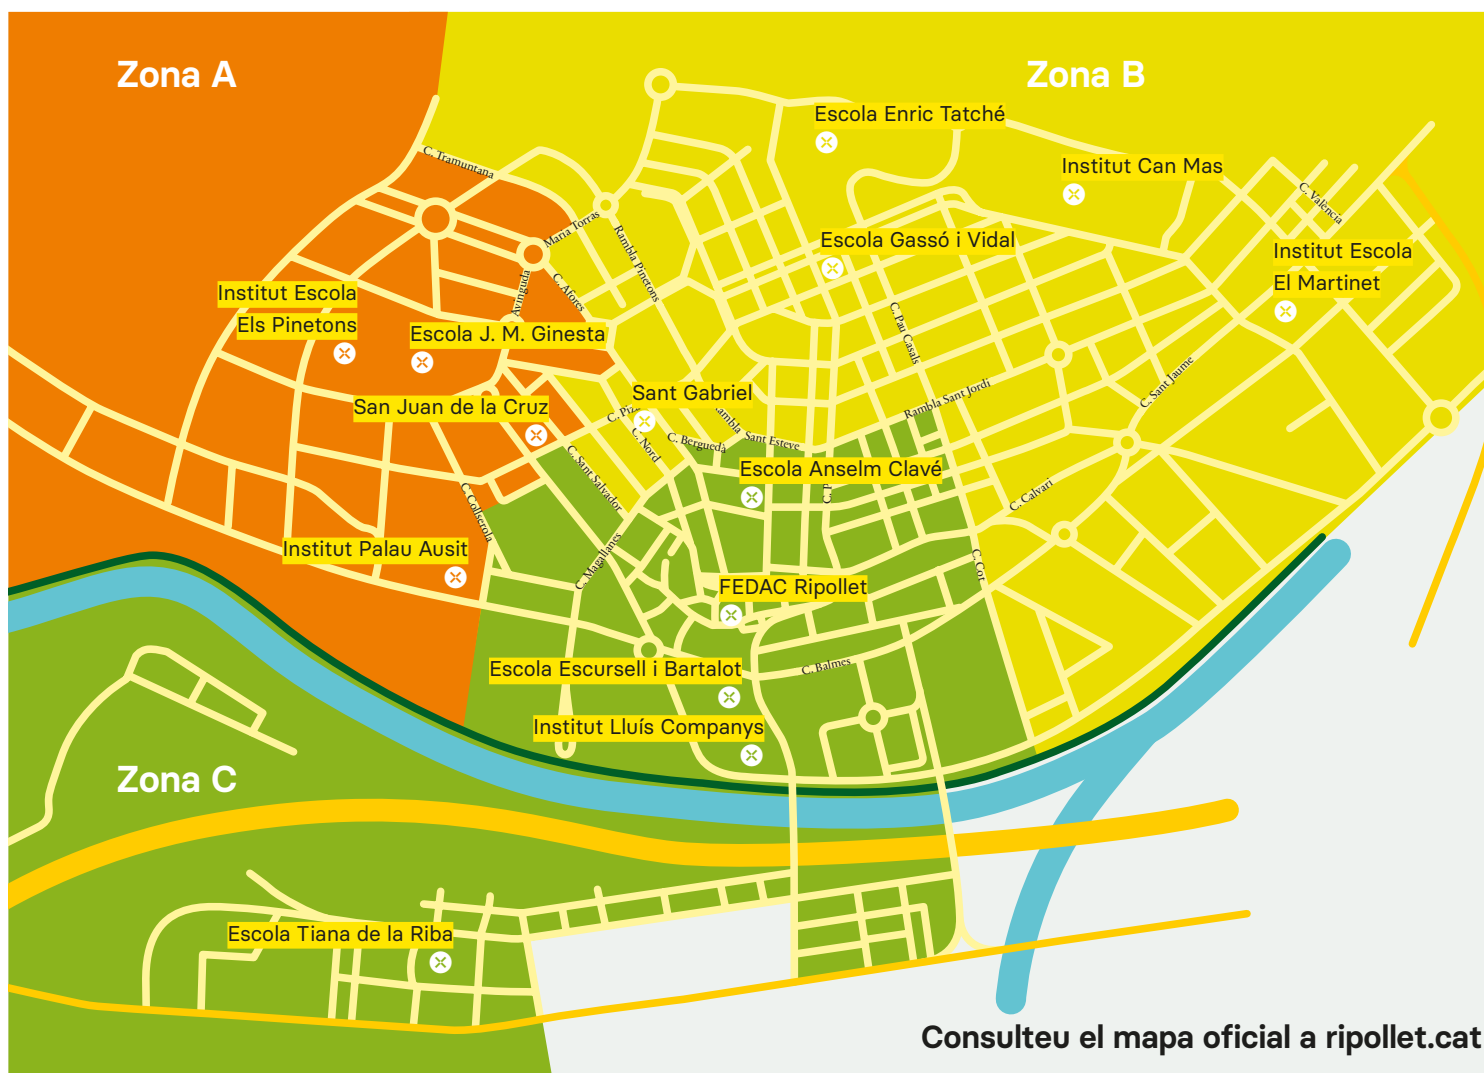 Zona A
Zona B
Escola Enric Tatché
Institut Can Mas
C. Tramuntana
C. València
Maria Torras
Rambla Pinetons
Escola Gassó i Vidal
Institut Escola
El Martinet
Avinguda
C. Afores
Institut Escola
Els Pinetons
Escola J. M. Ginesta
C. Pau Casals
C. Sant Jaume
Rambla Sant Jordi
San Juan de la Cruz
Sant Gabriel
C. Nord
C. Berguedà
Sant Esteve
C. Sant Salvador
Escola Anselm Clavé
C. Calvari
C. Collserola
Institut Palau Ausit
C. Magallanes
C. Cot
FEDAC Ripollet
Escola Escursell i Bartalot
C. Balmes
Institut Lluís Companys
Zona C
Escola Tiana de la Riba
Consulteu el mapa oficial a ripollet.cat